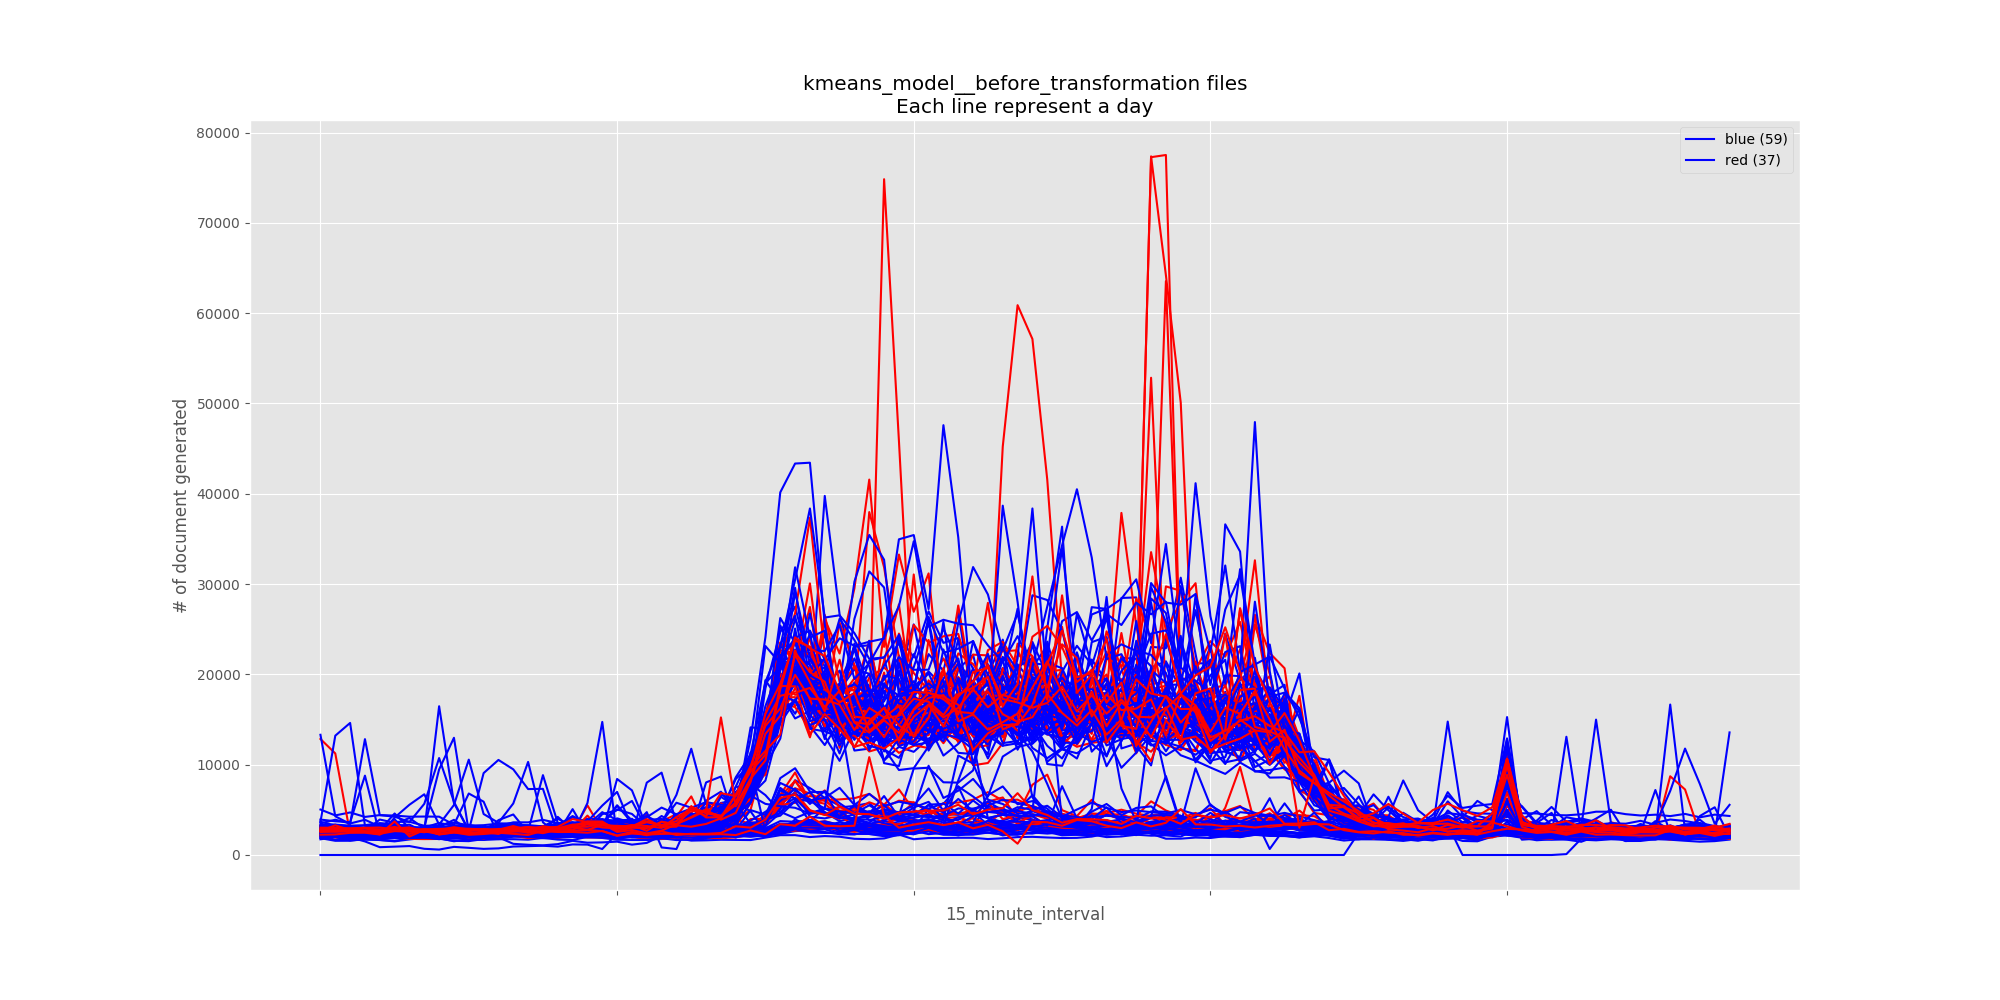 kmeans_model__before_transformation files
Each line represent a day
blue (59)
red (37)
# of document generated
80000
70000
60000
50000
40000
30000
20000
10000
0
15_minute_interval